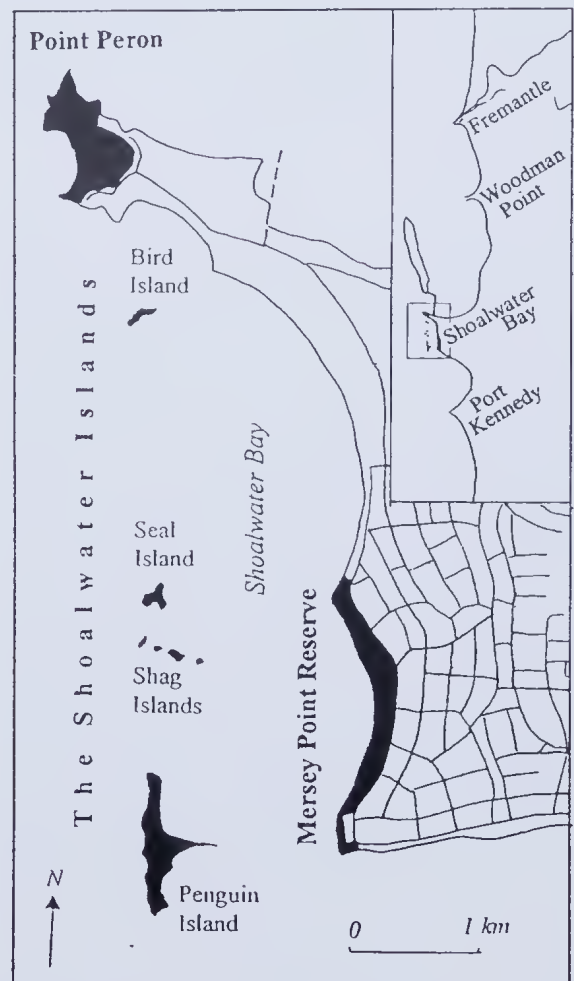 Point Peron
Fremantle
Woodman
Point
Shoalwater
Bay
Port
Kennedy
Bird
Island
The Shoalwater Islands
Shoalwater Bay
Seal
Island
Shag
Islands
Mersey Point Reserve
Penguin
Island
N
0 1 km